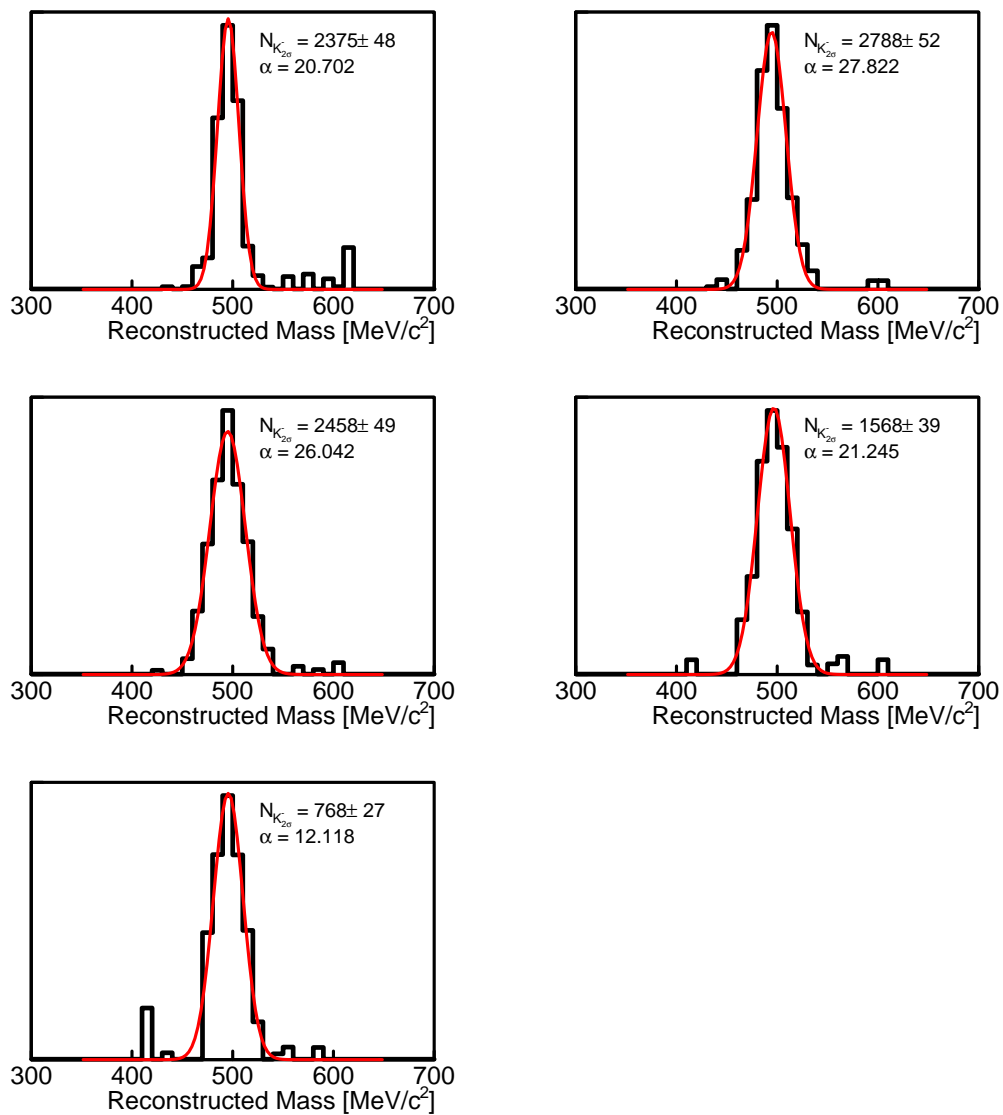 N_{K^-_{2σ}} = 2375± 48
α = 20.702
300 400 500 600 700
Reconstructed Mass [MeV/c²]
N_{K^-_{2σ}} = 2788± 52
α = 27.822
300 400 500 600 700
Reconstructed Mass [MeV/c²]
N_{K^-_{2σ}} = 2458± 49
α = 26.042
300 400 500 600 700
Reconstructed Mass [MeV/c²]
N_{K^-_{2σ}} = 1568± 39
α = 21.245
300 400 500 600 700
Reconstructed Mass [MeV/c²]
N_{K^-_{2σ}} = 768± 27
α = 12.118
300 400 500 600 700
Reconstructed Mass [MeV/c²]